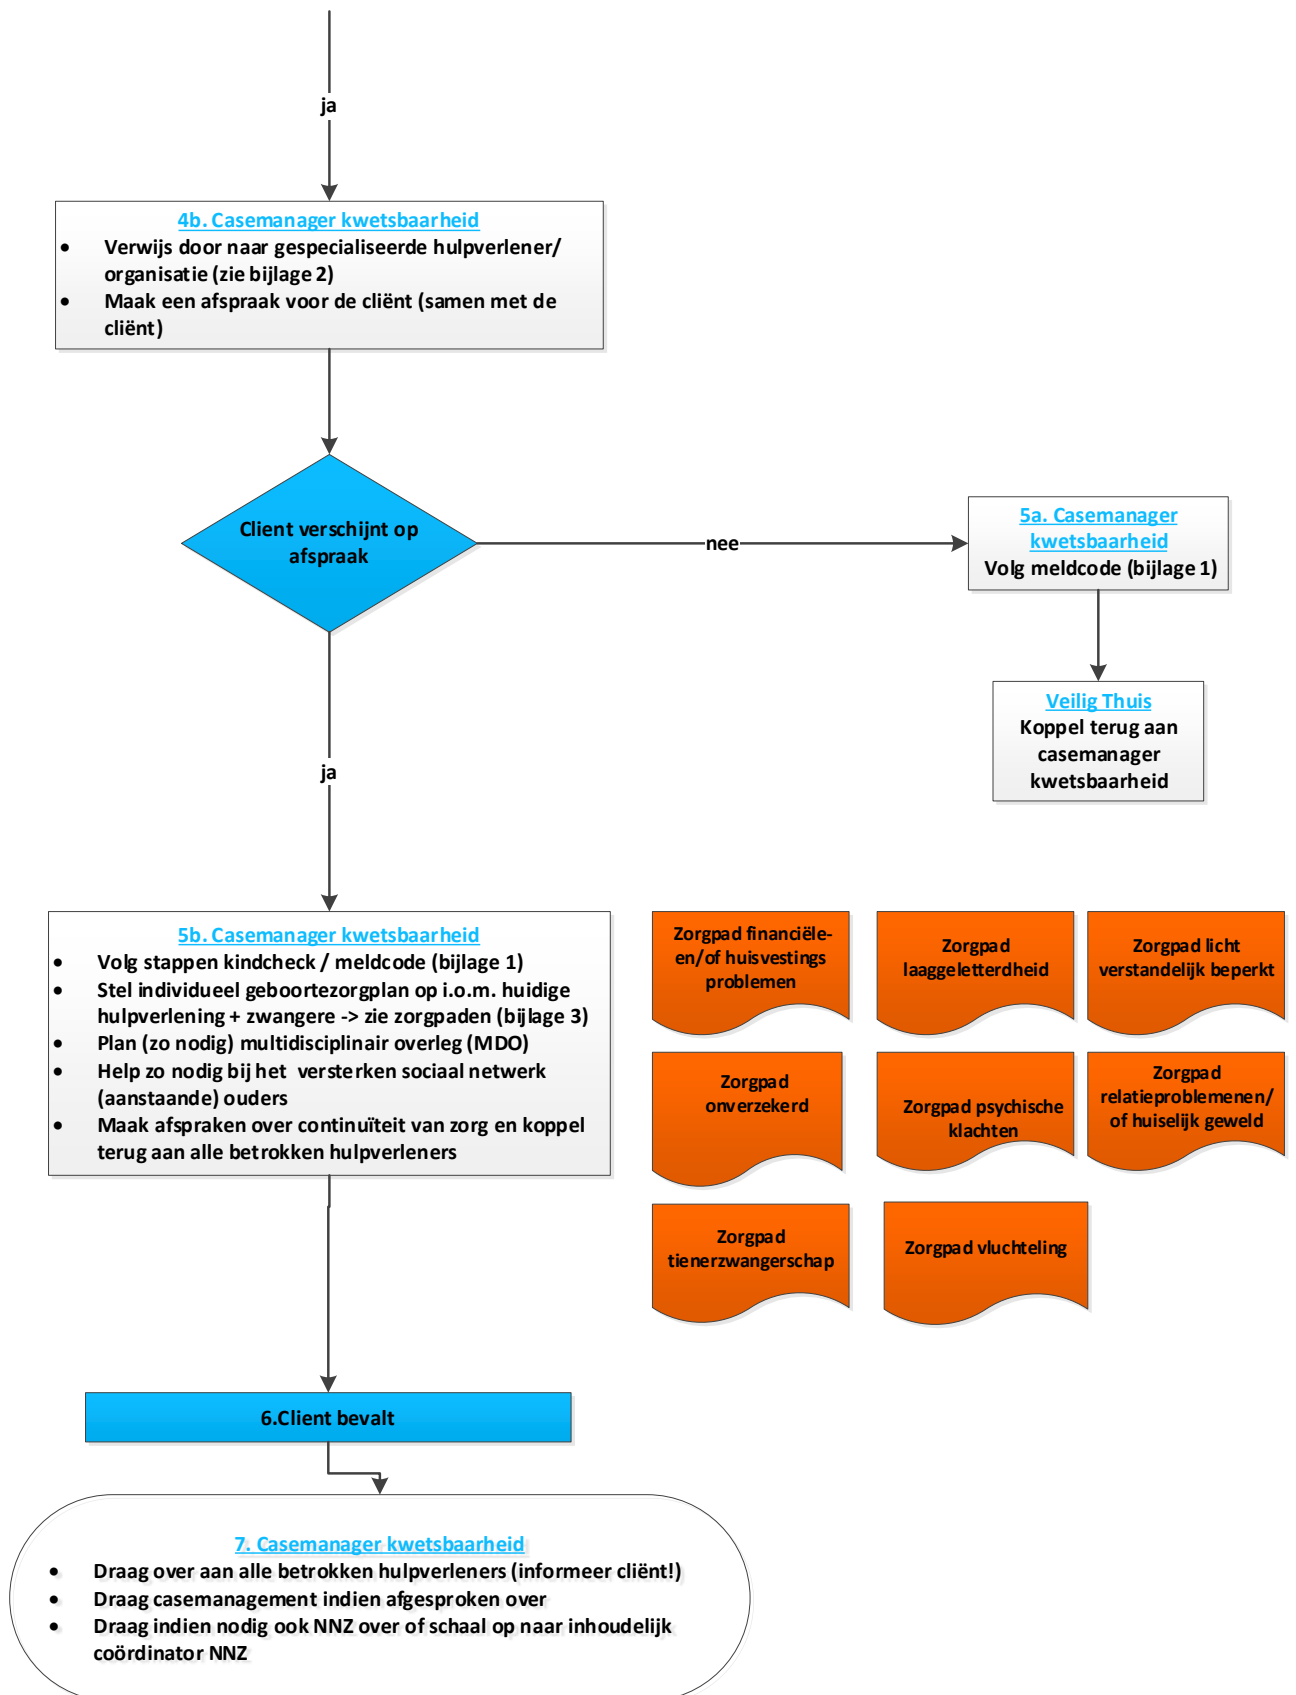 ja
4b. Casemanager kwetsbaarheid
• Verwijs door naar gespecialiseerde hulpverlener/
organisatie (zie bijlage 2)
• Maak een afspraak voor de cliënt (samen met de
cliënt)
Client verschijnt op
afspraak
nee
5a. Casemanager
kwetsbaarheid
Volg meldcode (bijlage 1)
Veilig Thuis
Koppel terug aan
casemanager
kwetsbaarheid
ja
5b. Casemanager kwetsbaarheid
• Volg stappen kindcheck / meldcode (bijlage 1)
• Stel individueel geboortezorgplan op i.o.m. huidige
hulpverlening + zwangere -> zie zorgpaden (bijlage 3)
• Plan (zo nodig) multidisciplinair overleg (MDO)
• Help zo nodig bij het versterken sociaal netwerk
(aanstaande) ouders
• Maak afspraken over continuïteit van zorg en koppel
terug aan alle betrokken hulpverleners
Zorgpad financiële-
en/of huisvestings
problemen
Zorgpad
laaggeletterdheid
Zorgpad licht
verstandelijk beperkt
Zorgpad
onverzekerd
Zorgpad psychische
klachten
Zorgpad
relatieproblemenen/
of huiselijk geweld
Zorgpad
tienerzwangerschap
Zorgpad vluchteling
6.Client bevalt
7. Casemanager kwetsbaarheid
• Draag over aan alle betrokken hulpverleners (informeer cliënt!)
• Draag casemanagement indien afgesproken over
• Draag indien nodig ook NNZ over of schaal op naar inhoudelijk
coördinator NNZ